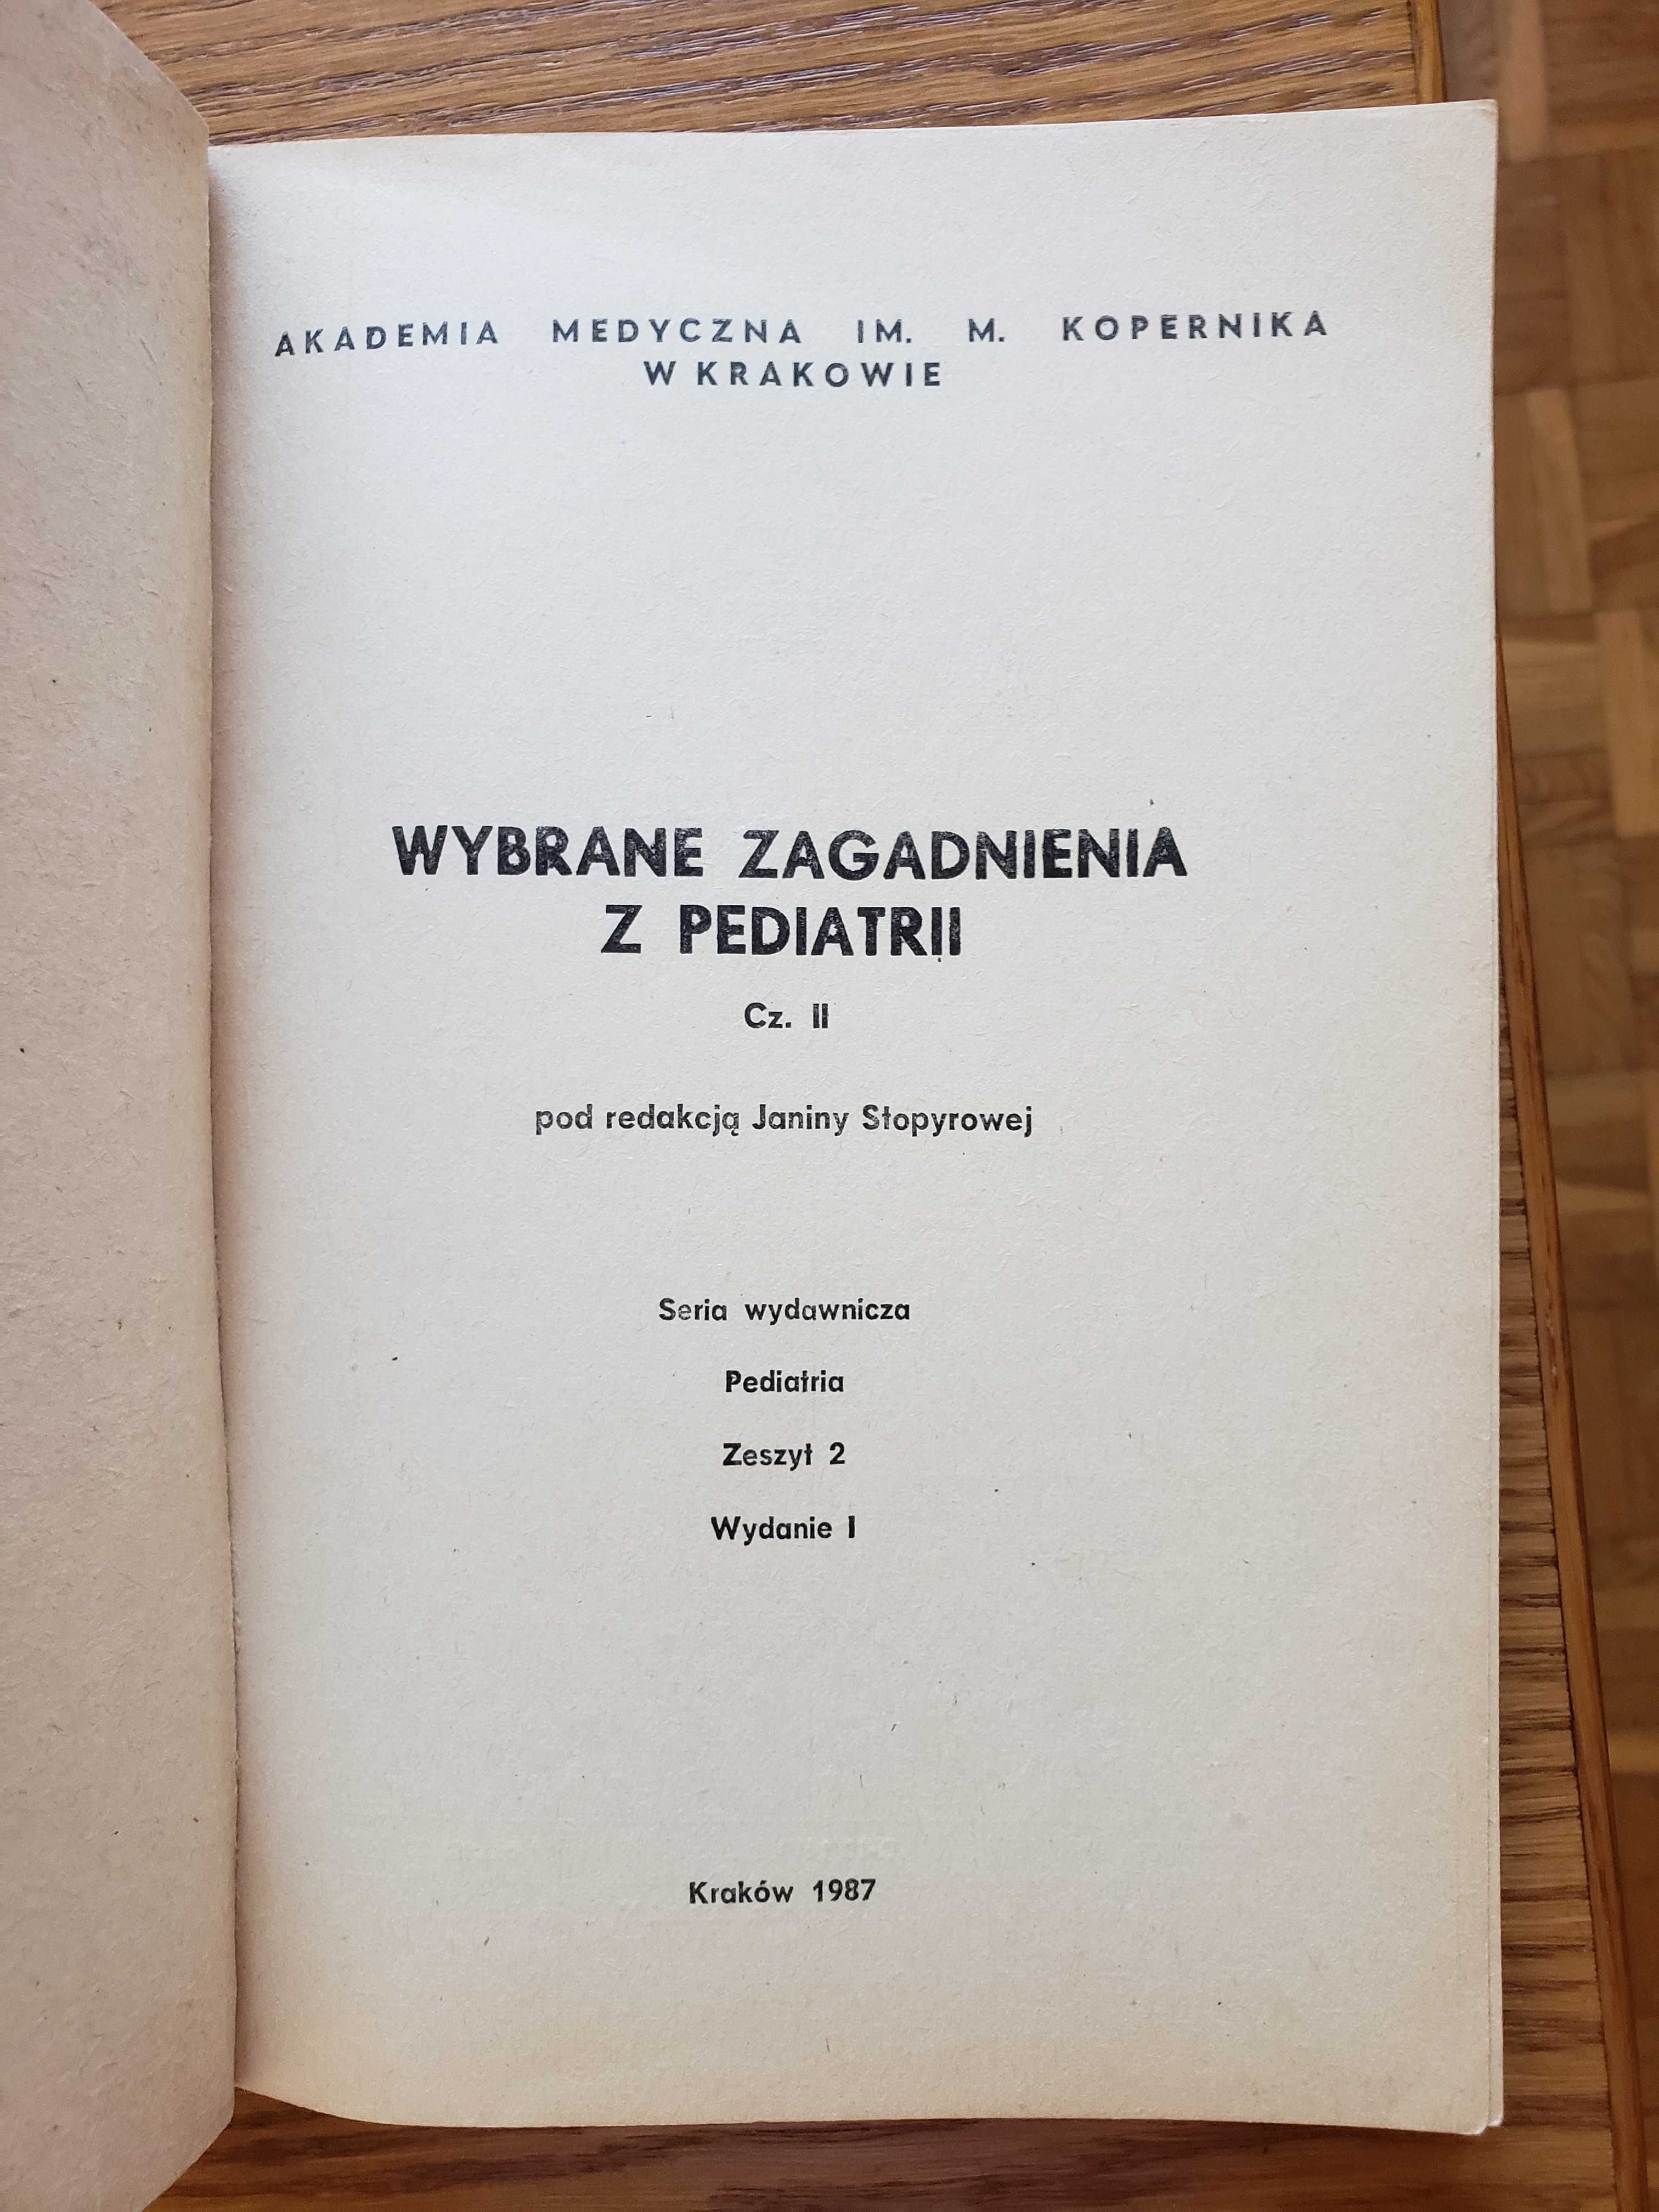 AKADEMIA MEDYCZNA IM. M. KOPERNIKA
W KRAKOWIE
WYBRANE ZAGADNIENIA
Z PEDIATRII
Cz. II
pod redakcją Janiny Stopyrowej
Seria wydawnicza
Pediatria
Zeszyt 2
Wydanie I
Kraków 1987